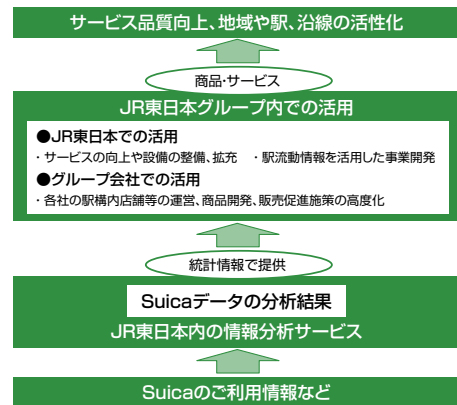 サービス品質向上、地域や駅、沿線の活性化
商品・サービス
JR東日本グループ内での活用
●JR東日本での活用
・サービスの向上や設備の整備、拡充　・駅流動情報を活用した事業開発
●グループ会社での活用
・各社の駅構内店舗等の運営、商品開発、販売促進施策の高度化
統計情報で提供
Suicaデータの分析結果
JR東日本内の情報分析サービス
Suicaのご利用情報など